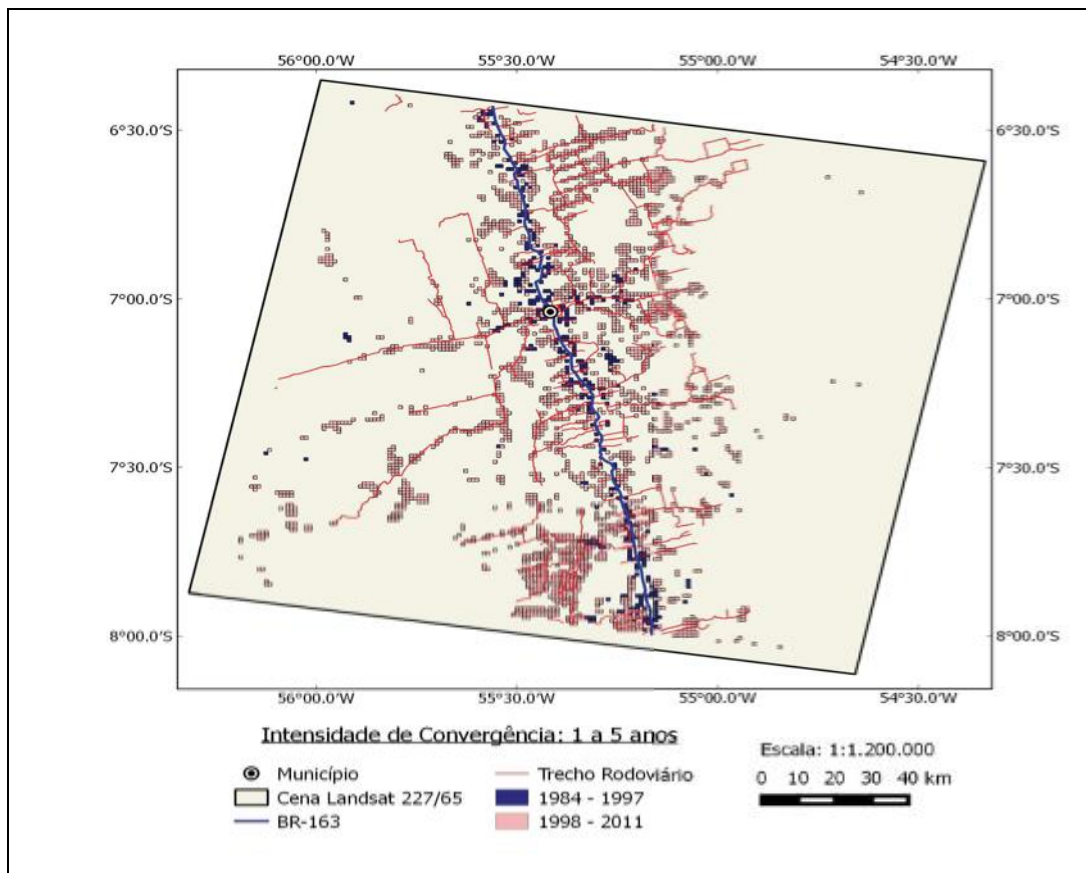 56°00.0'W 55°30.0'W 55°00.0'W 54°30.0'W
6°30.0'S 6°30.0'S
7°00.0'S 7°00.0'S
7°30.0'S 7°30.0'S
8°00.0'S 8°00.0'S
56°00.0'W 55°30.0'W 55°00.0'W 54°30.0'W
Intensidade de Convergência: 1 a 5 anos
Município
Cena Landsat 227/65
BR-163
Trecho Rodoviário
1984 - 1997
1998 - 2011
Escala: 1:1.200.000
0 10 20 30 40 km